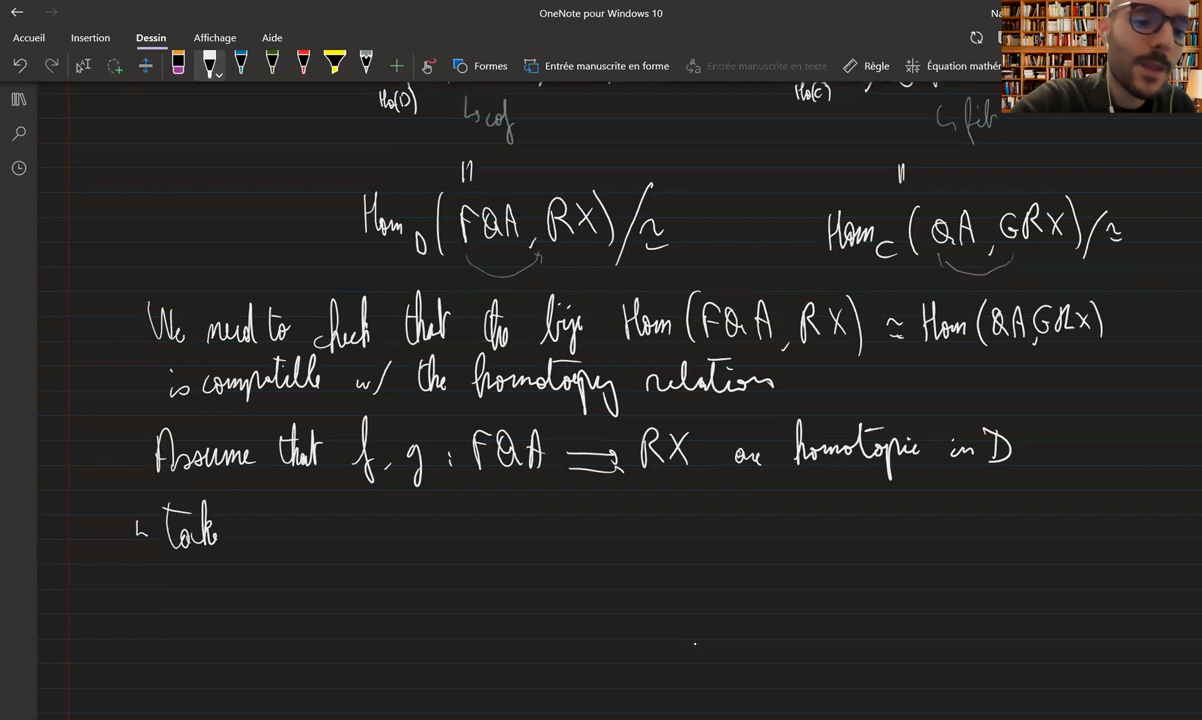 OneNote pour Windows 10
Accueil Insertion Dessin Affichage Aide
Formes Entrée manuscrite en forme Entrée manuscrite en texte Règle Équation mathé
Ho(D) Ho(C)
↳ cof ↳ fib
Hom_D (FQA, RX)/≃ Hom_C (QA, GRX)/≃
We need to check that the bij Hom (FQA, RX) ≃ Hom (QA, GRX)
is compatible w/ the homotopy relation
Assume that f, g : FQA ⇉ RX are homotopic in D
↳ take